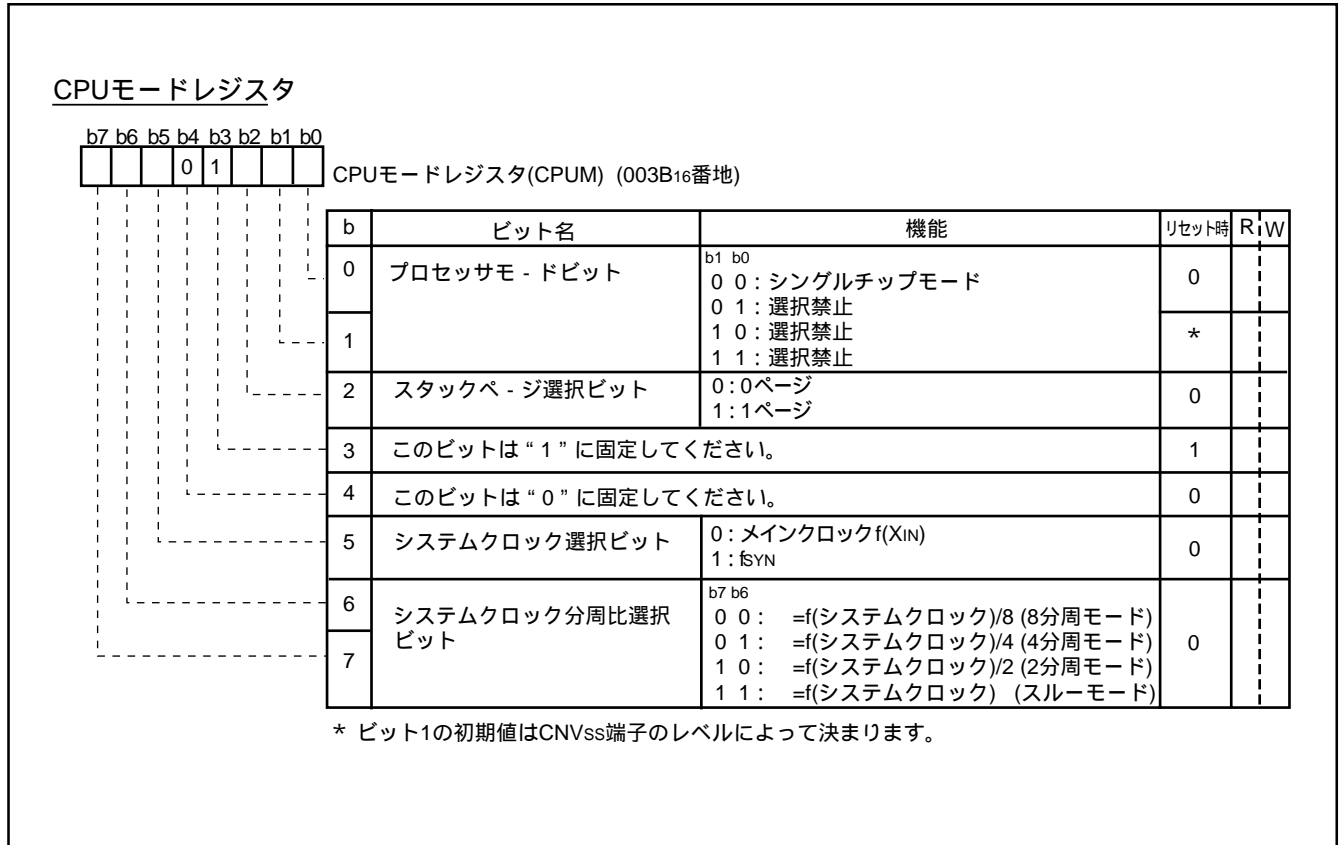 CPUモードレジスタ
b7 b6 b5 b4 b3 b2 b1 b0
0 1
CPUモードレジスタ(CPUM) (003B16番地)
b ビット名 機能 リセット時 R W
0 プロセッサモ - ドビット 0
1 *
b1 b0
0 0 : シングルチップモード
0 1 : 選択禁止
1 0 : 選択禁止
1 1 : 選択禁止
2 スタックペ - ジ選択ビット 0
0 : 0ページ
1 : 1ページ
3 このビットは “ 1 ” に固定してください。 1
4 このビットは “ 0 ” に固定してください。 0
5 システムクロック選択ビット 0
0 : メインクロックf(XIN)
1 : fSYN
6 システムクロック分周比選択
7 ビット 0
b7 b6
0 0 : =f(システムクロック)/8 (8分周モード)
0 1 : =f(システムクロック)/4 (4分周モード)
1 0 : =f(システムクロック)/2 (2分周モード)
1 1 : =f(システムクロック) (スルーモード)
* ビット1の初期値はCNVSS端子のレベルによって決まります。